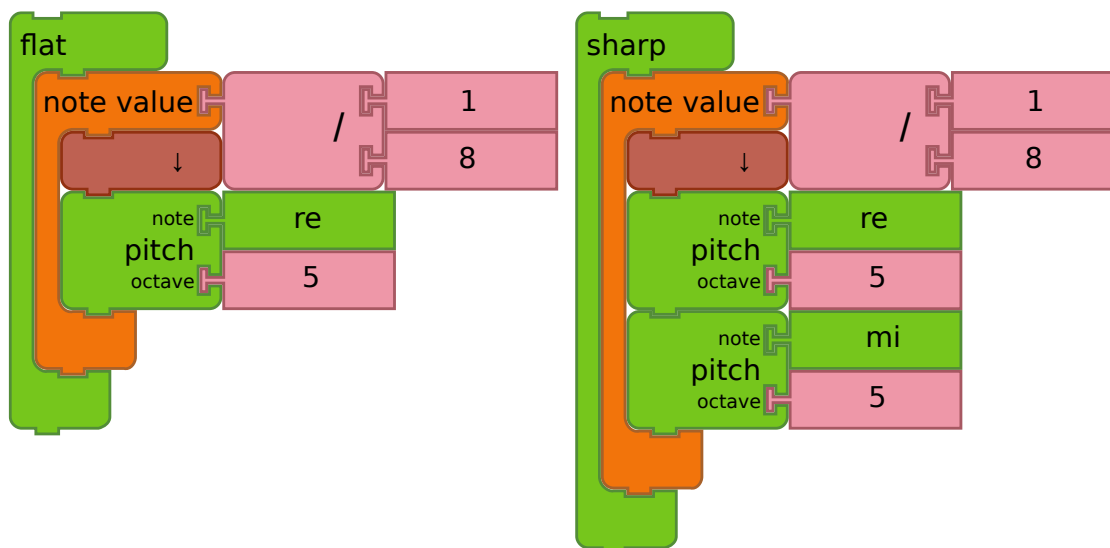 flat
note value / 1
8
↓
note re
pitch
octave 5
sharp
note value / 1
8
↓
note re
pitch
octave 5
note mi
pitch
octave 5